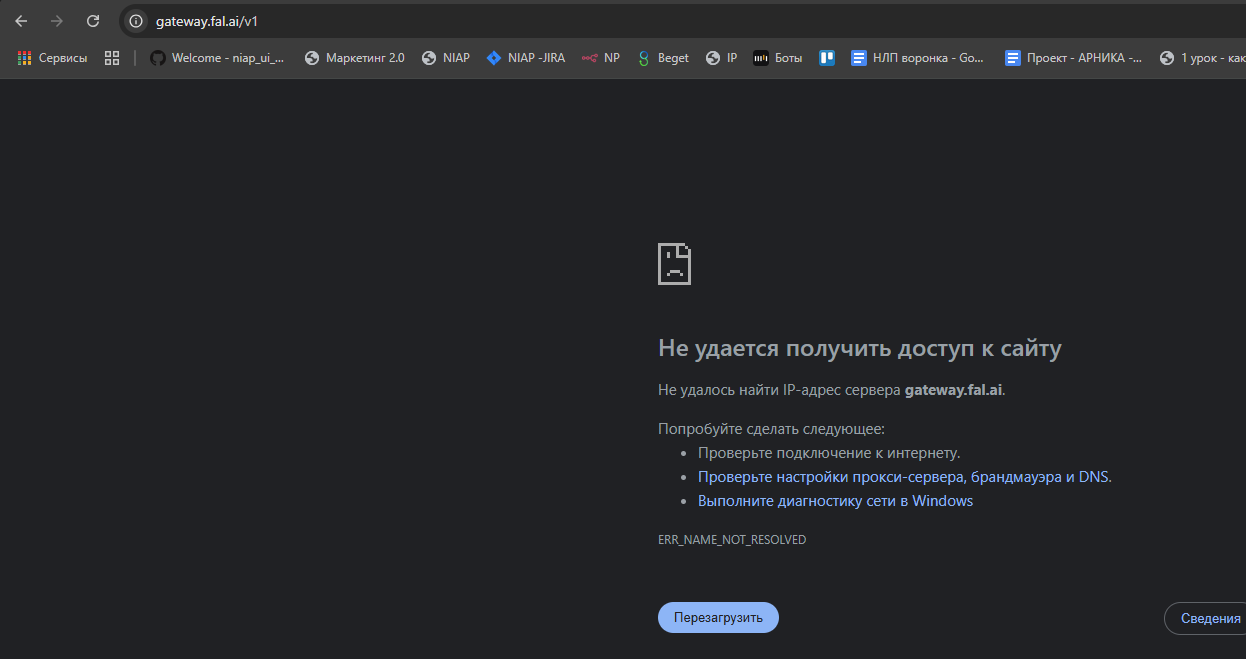 gateway.fal.ai/v1
Сервисы Welcome - niap_ui_... Маркетинг 2.0 NIAP NIAP -JIRA NP Beget IP Боты НЛП воронка - Go... Проект - АРНИКА -... 1 урок - как
Не удается получить доступ к сайту
Не удалось найти IP-адрес сервера gateway.fal.ai.
Попробуйте сделать следующее:
Проверьте подключение к интернету.
Проверьте настройки прокси-сервера, брандмауэра и DNS.
Выполните диагностику сети в Windows
ERR_NAME_NOT_RESOLVED
Перезагрузить Сведения